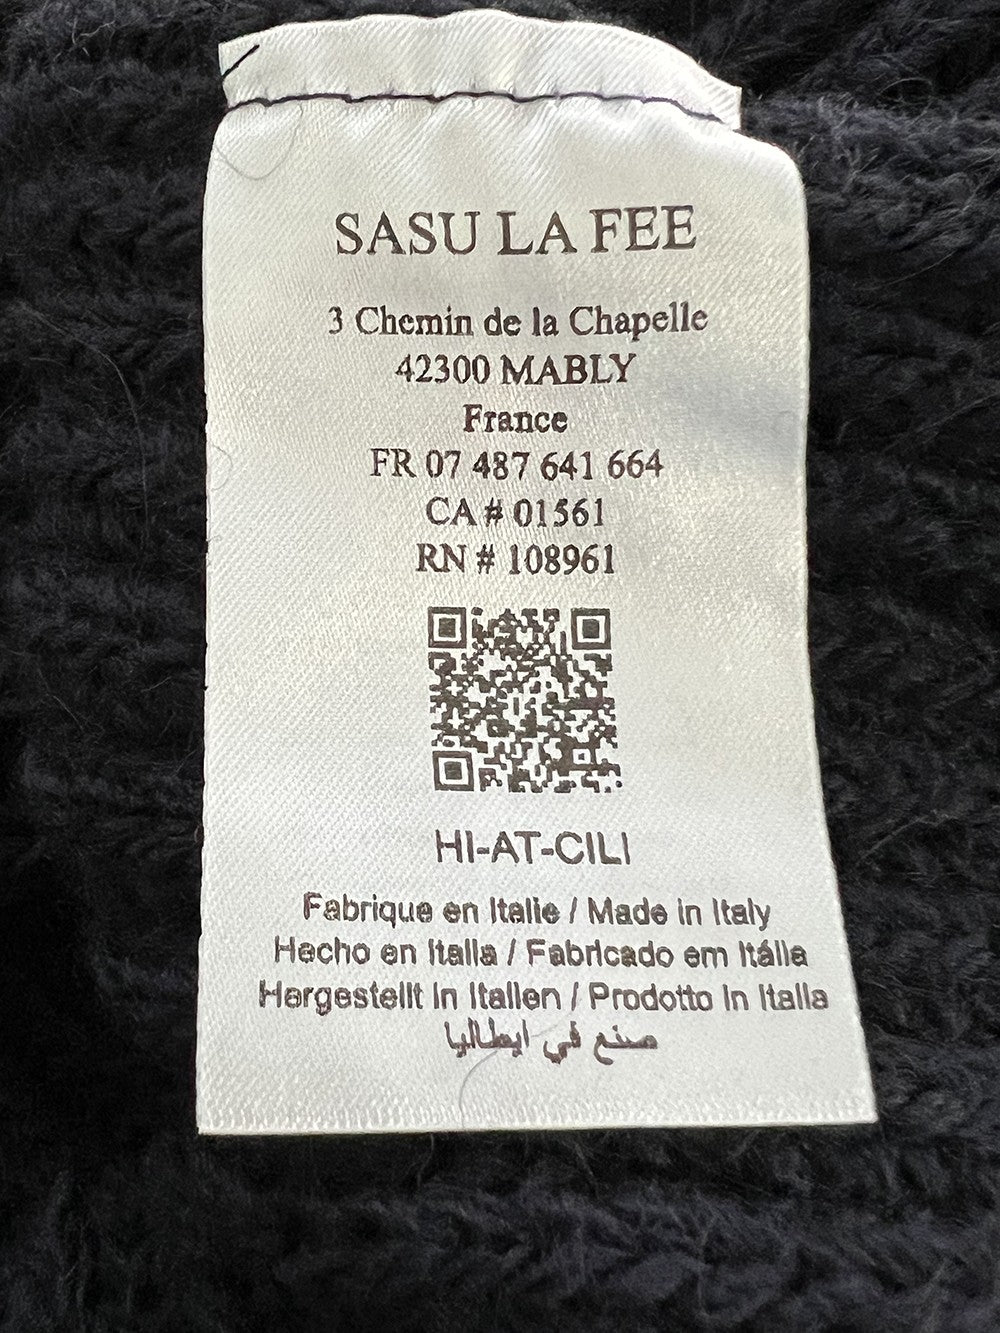 SASU LA FEE
3 Chemin de la Chapelle
42300 MABLY
France
FR 07 487 641 664
CA # 01561
RN # 108961
HI-AT-CILI
Fabrique en Italie / Made in Italy
Hecho en Italia / Fabricado em Itália
Hergestellt in Italien / Prodotto in Italia
صنع في ايطاليا